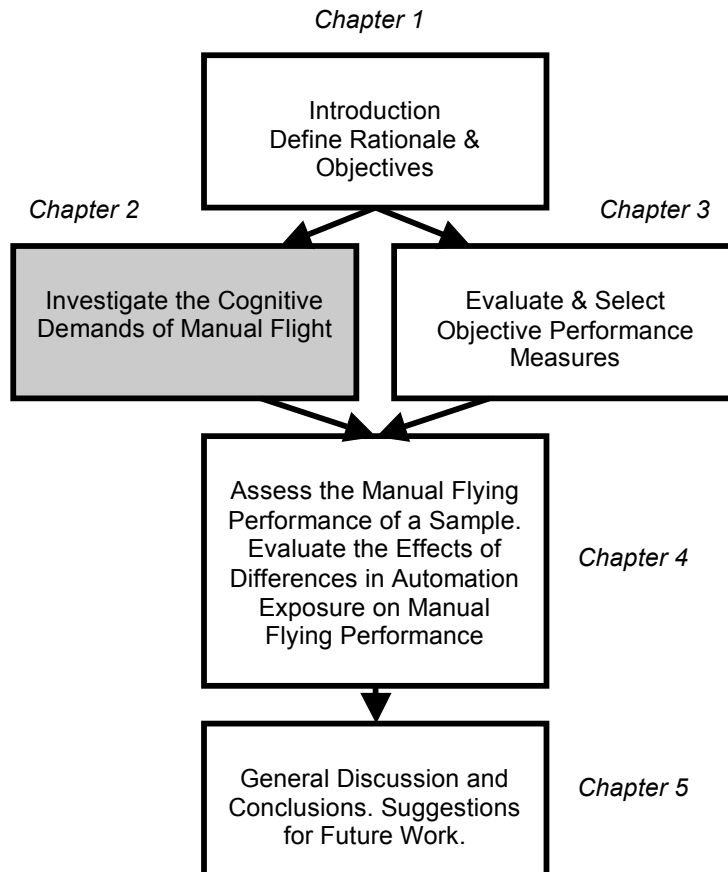 Chapter 1
Introduction
Define Rationale &
Objectives
Chapter 2
Chapter 3
Investigate the Cognitive
Demands of Manual Flight
Evaluate & Select
Objective Performance
Measures
Assess the Manual Flying
Performance of a Sample.
Evaluate the Effects of
Differences in Automation
Exposure on Manual
Flying Performance
Chapter 4
General Discussion and
Conclusions. Suggestions
for Future Work.
Chapter 5